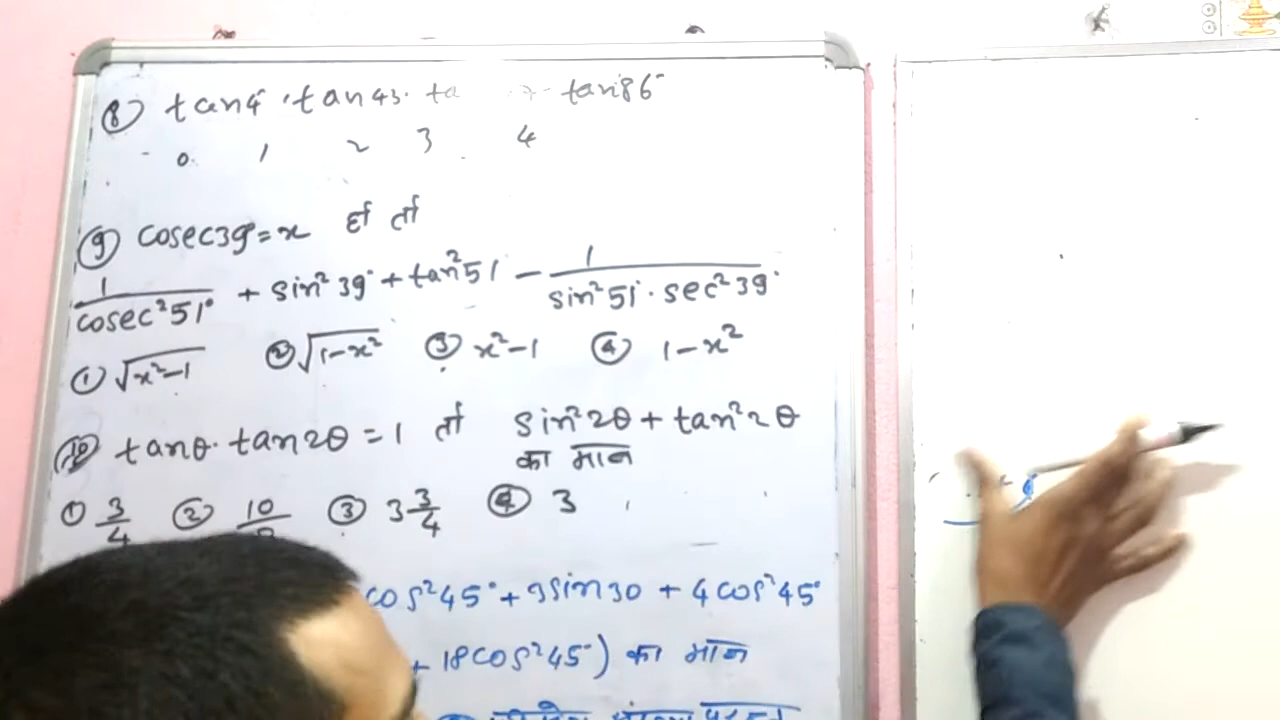 ⑧ tan4°·tan43·ta tan86°
0 1 2 3 4
⑨ cosec39°=x हो तो
1/cosec²51° + sin²39° + tan²51 - 1/sin²51°·sec²39°
① √x²-1 ② √1-x² ③ x²-1 ④ 1-x²
⑩ tanθ·tan2θ=1 तो sin²2θ + tan²2θ
का मान
① 3/4 ② 10/ ③ 3 3/4 ④ 3
cos²45° + 3sin30 + 4cos²45°
+ 18cos²45°) का मान